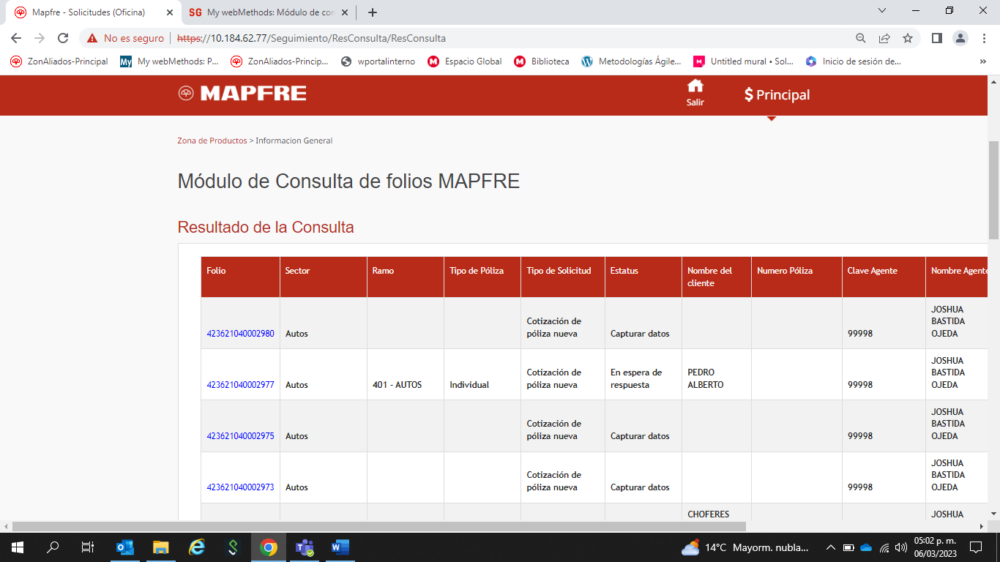 Mapfre - Solicitudes (Oficina)
SG My webMethods: Módulo de con
No es seguro
https://10.184.62.77/Seguimiento/ResConsulta/ResConsulta
ZonAliados-Principal
My My webMethods: P...
ZonAliados-Princip...
wportalinterno
M Espacio Global
M Biblioteca
Metodologías Ágile...
Untitled mural • Sol...
Inicio de sesión de...
»
MAPFRE
Salir
$ Principal
Zona de Productos > Informacion General
Módulo de Consulta de folios MAPFRE
Resultado de la Consulta
Folio Sector Ramo Tipo de Póliza Tipo de Solicitud Estatus Nombre del Numero Póliza Clave Agente Nombre Agente
cliente
JOSHUA
Cotización de BASTIDA
423621040002980 Autos póliza nueva Capturar datos 99998 OJEDA
JOSHUA
Cotización de En espera de PEDRO BASTIDA
423621040002977 Autos 401 - AUTOS Individual póliza nueva respuesta ALBERTO 99998 OJEDA
JOSHUA
Cotización de BASTIDA
423621040002975 Autos póliza nueva Capturar datos 99998 OJEDA
JOSHUA
Cotización de BASTIDA
423621040002973 Autos póliza nueva Capturar datos 99998 OJEDA
CHOFERES JOSHUA
14°C Mayorm. nubla...
05:02 p. m.
06/03/2023